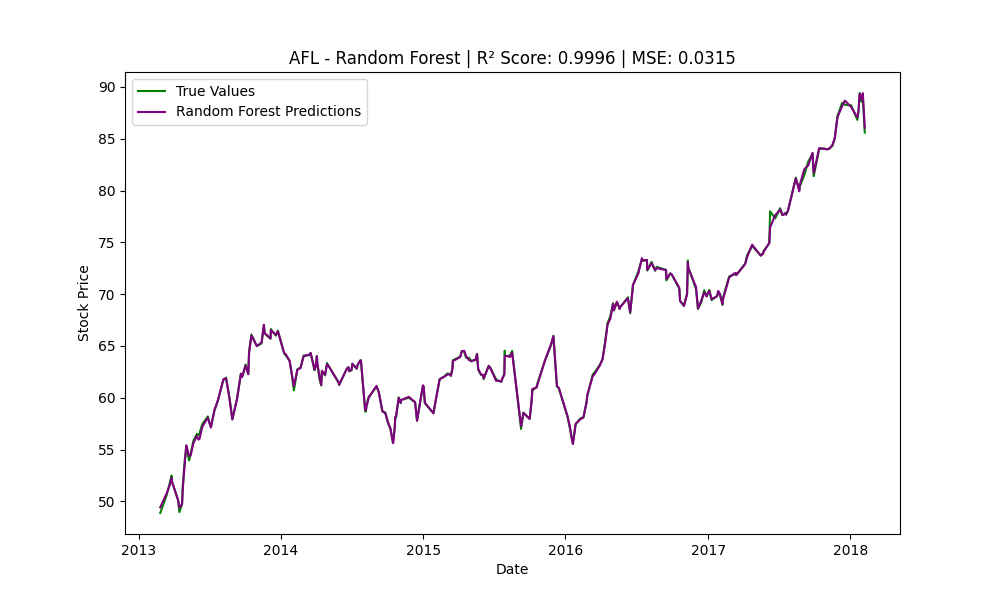 AFL - Random Forest | R² Score: 0.9996 | MSE: 0.0315
True Values
Random Forest Predictions
90
85
80
75
70
65
60
55
50
Stock Price
2013 2014 2015 2016 2017 2018
Date